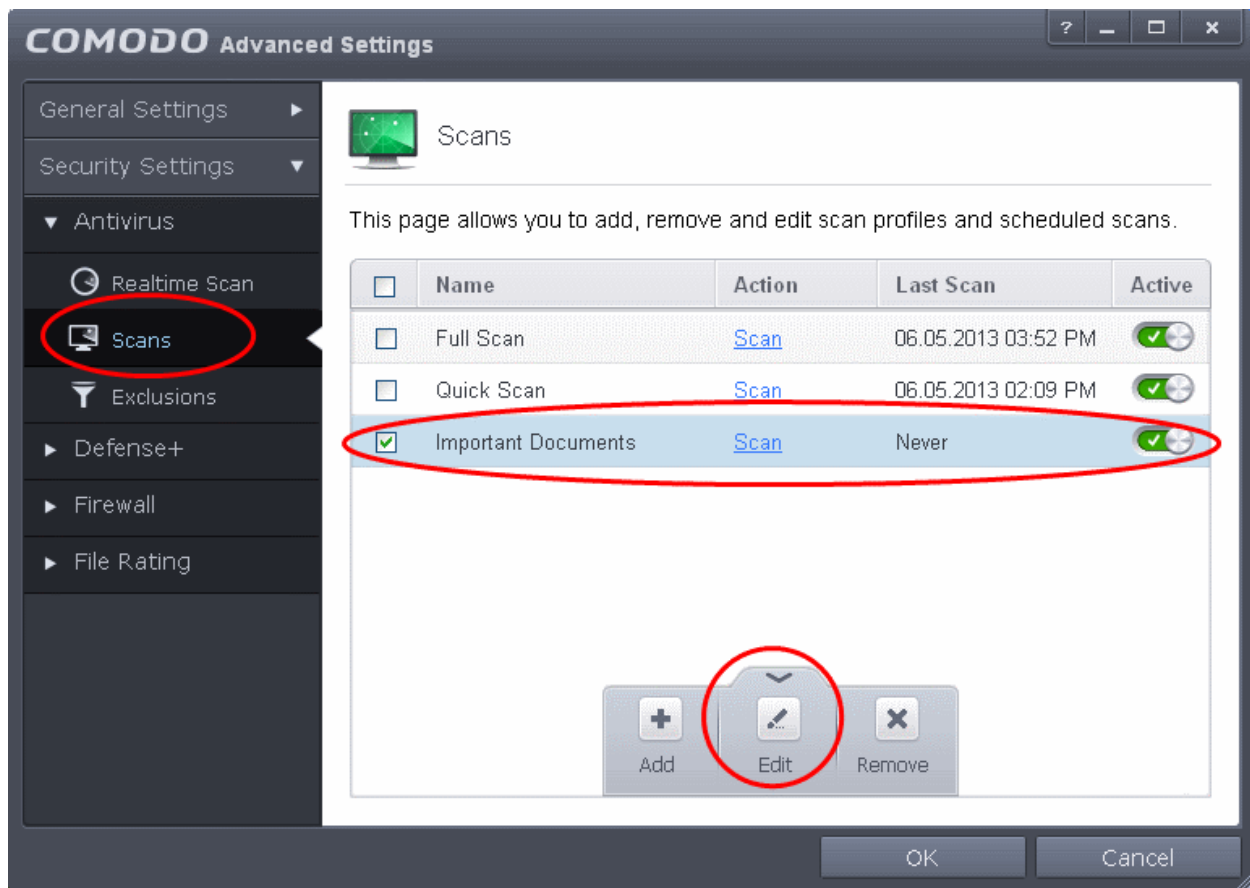 COMODO Advanced Settings
?
General Settings
Security Settings
Antivirus
Realtime Scan
Scans
Exclusions
Defense+
Firewall
File Rating
Scans
This page allows you to add, remove and edit scan profiles and scheduled scans.
Name Action Last Scan Active
Full Scan Scan 06.05.2013 03:52 PM
Quick Scan Scan 06.05.2013 02:09 PM
Important Documents Scan Never
Add Edit Remove
OK Cancel